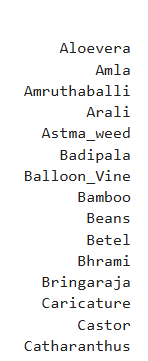 Aloevera
Amla
Amruthaballi
Arali
Astma_weed
Badipala
Balloon_Vine
Bamboo
Beans
Betel
Bhrami
Bringaraja
Caricature
Castor
Catharanthus